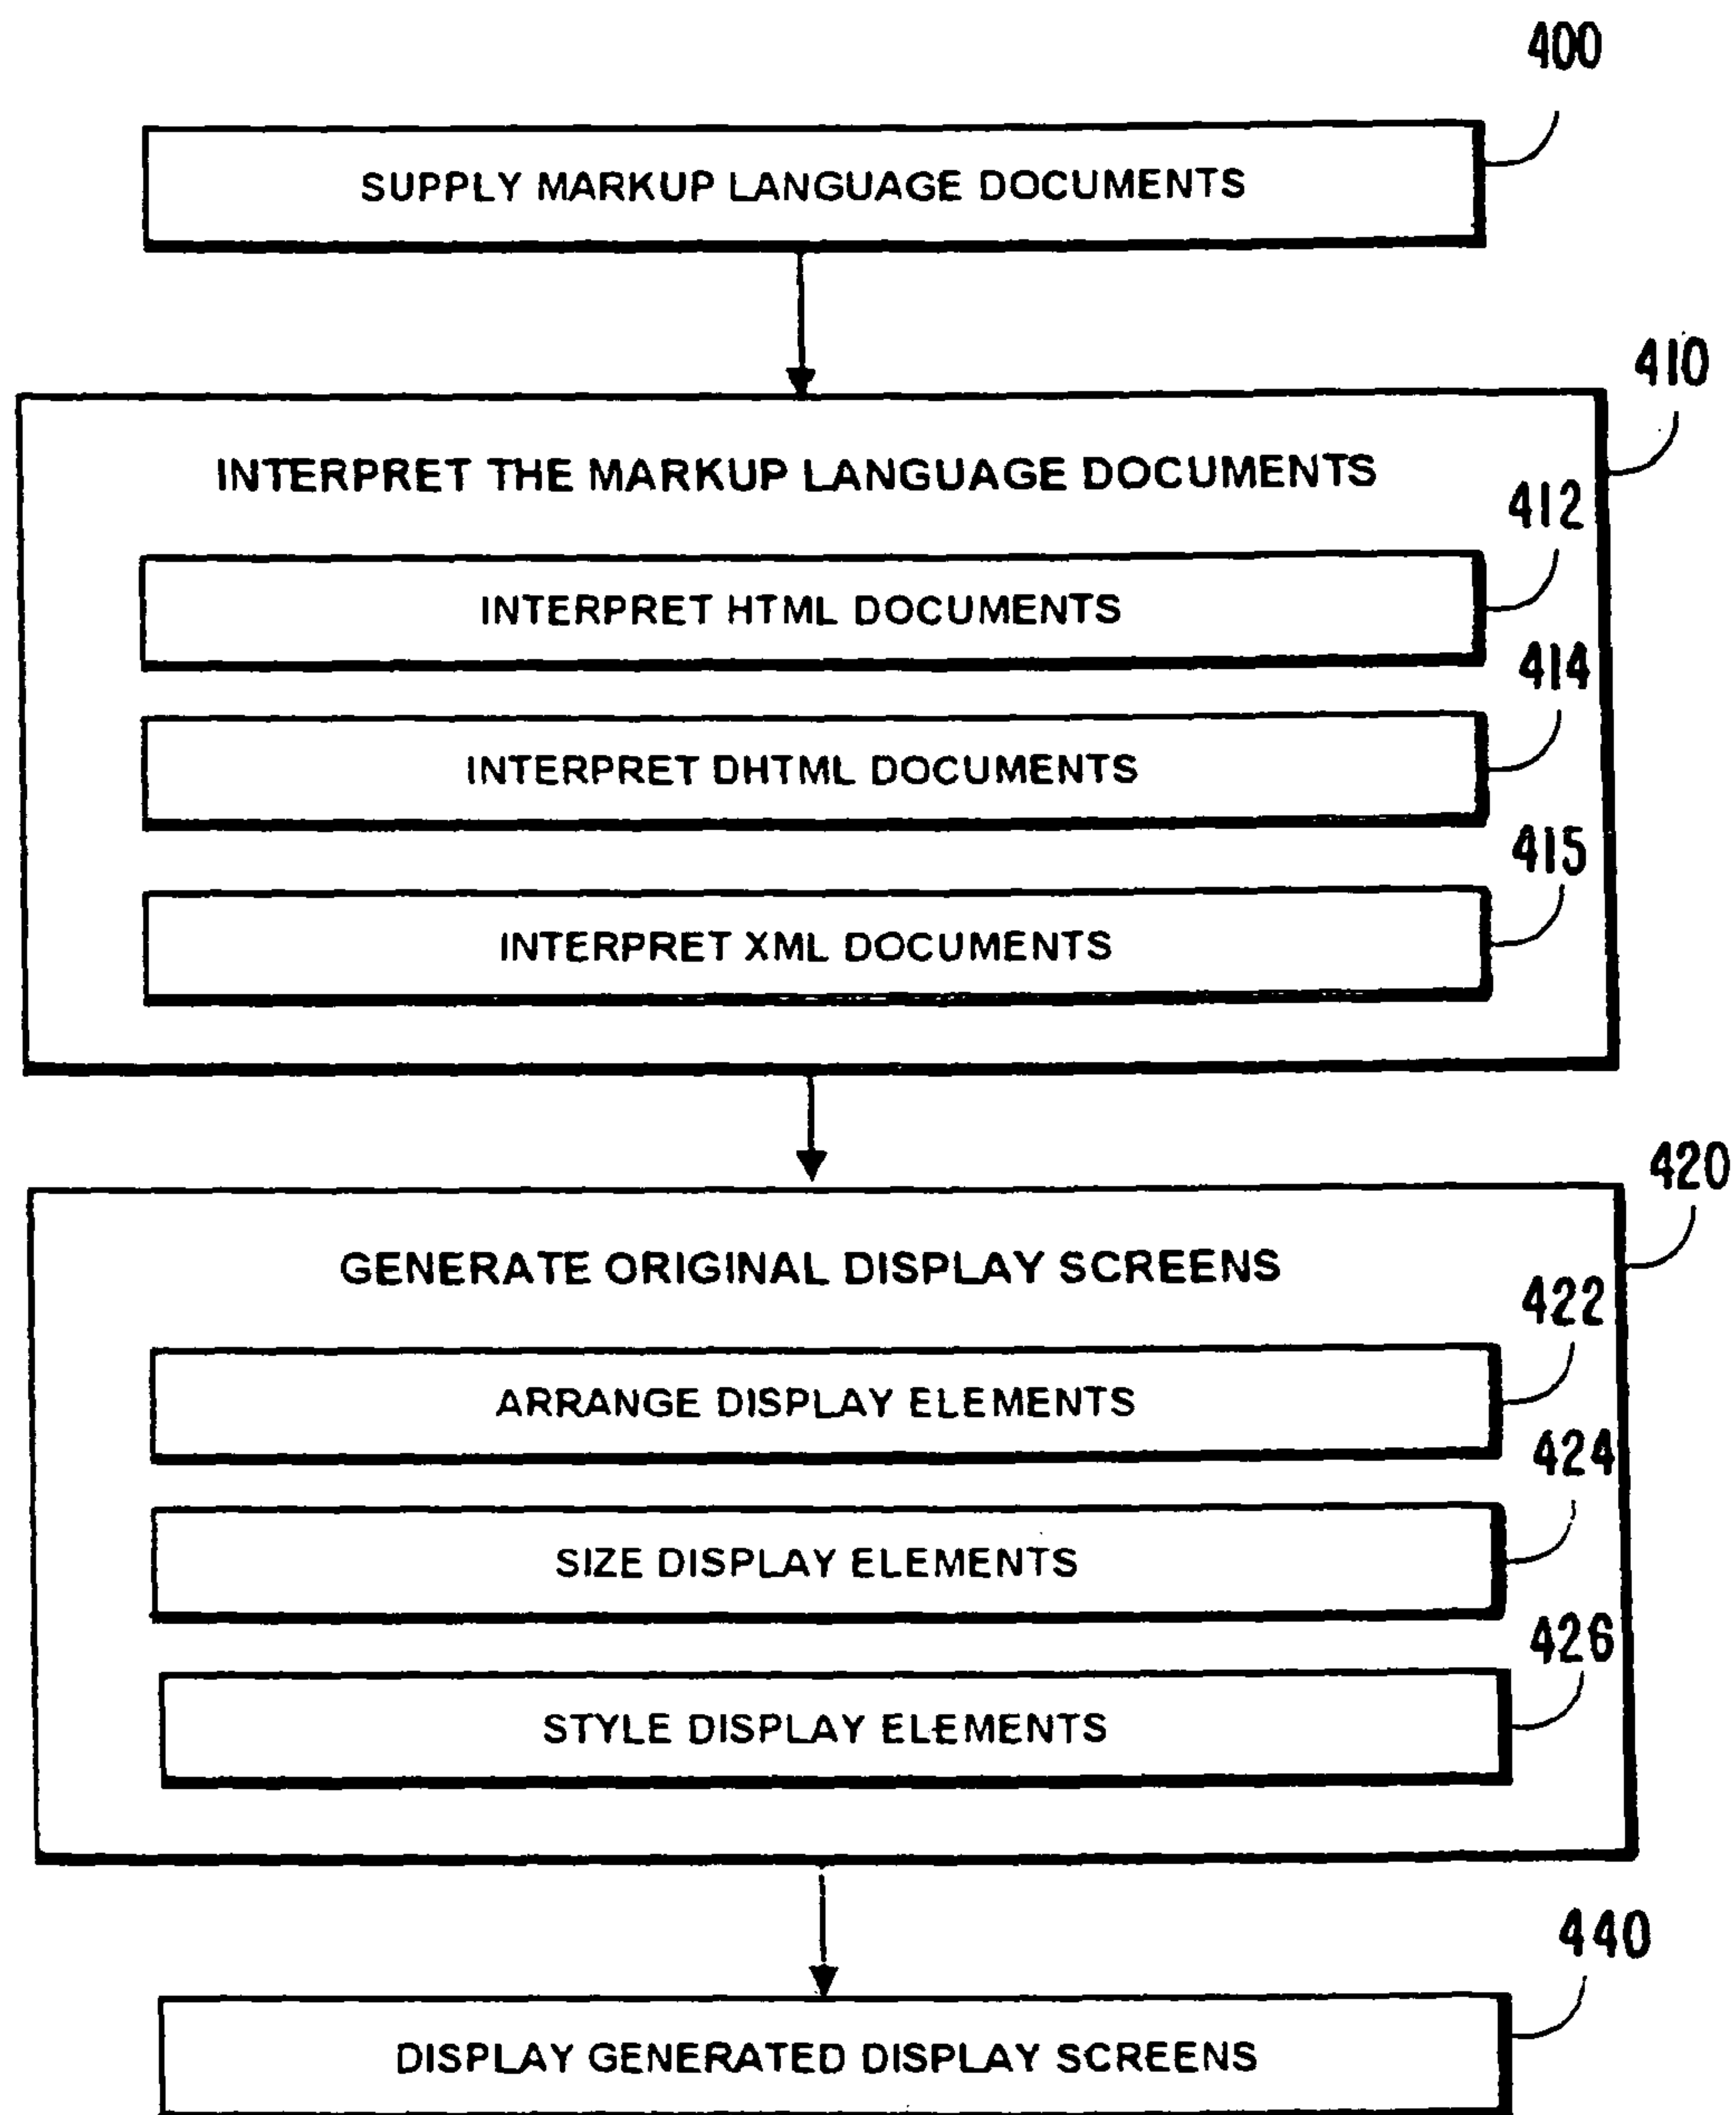 400
SUPPLY MARKUP LANGUAGE DOCUMENTS
410
INTERPRET THE MARKUP LANGUAGE DOCUMENTS
412
INTERPRET HTML DOCUMENTS
414
INTERPRET DHTML DOCUMENTS
415
INTERPRET XML DOCUMENTS
420
GENERATE ORIGINAL DISPLAY SCREENS
422
ARRANGE DISPLAY ELEMENTS
424
SIZE DISPLAY ELEMENTS
426
STYLE DISPLAY ELEMENTS
440
DISPLAY GENERATED DISPLAY SCREENS